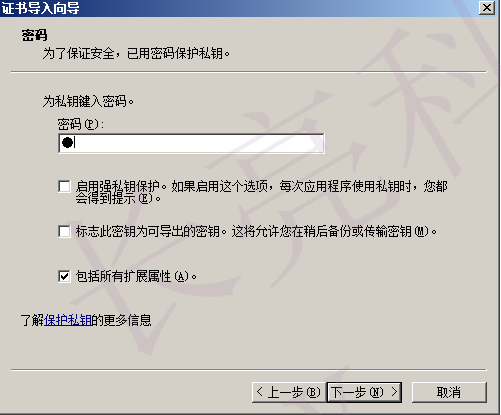 证书导入向导
密码
为了保证安全，已用密码保护私钥。
为私钥键入密码。
密码(P):
●
启用强私钥保护。如果启用这个选项，每次应用程序使用私钥时，您都
会得到提示(E)。
标志此密钥为可导出的密钥。这将允许您在稍后备份或传输密钥(M)。
包括所有扩展属性(A)。
了解保护私钥的更多信息
< 上一步(B) 下一步(N) > 取消
长亮科